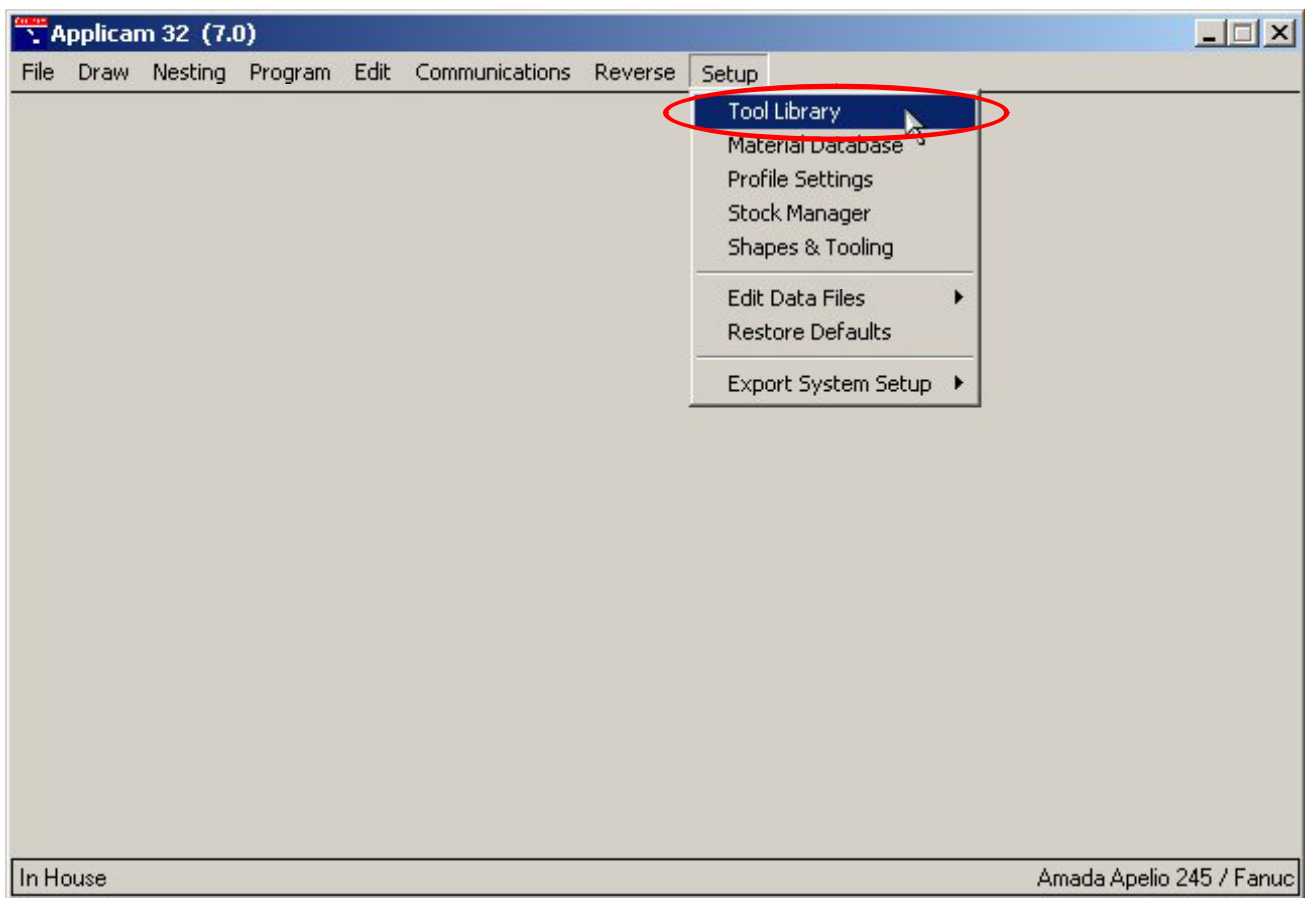 Applicam 32 (7.0)
File Draw Nesting Program Edit Communications Reverse Setup
Tool Library
Material Database
Profile Settings
Stock Manager
Shapes & Tooling
Edit Data Files
Restore Defaults
Export System Setup
In House Amada Apelio 245 / Fanuc